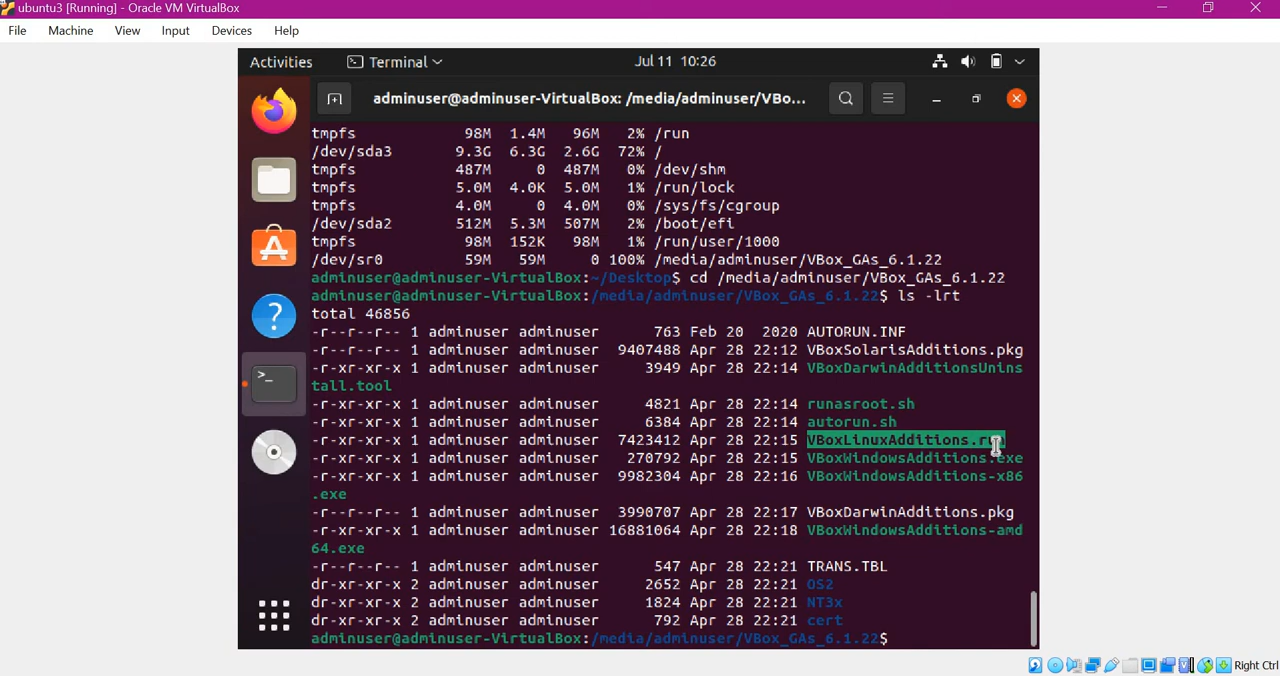 ubuntu3 [Running] - Oracle VM VirtualBox
File Machine View Input Devices Help
Activities Terminal Jul 11 10:26
adminuser@adminuser-VirtualBox: /media/adminuser/VBo...
tmpfs 98M 1.4M 96M 2% /run
/dev/sda3 9.3G 6.3G 2.6G 72% /
tmpfs 487M 0 487M 0% /dev/shm
tmpfs 5.0M 4.0K 5.0M 1% /run/lock
tmpfs 4.0M 0 4.0M 0% /sys/fs/cgroup
/dev/sda2 512M 5.3M 507M 2% /boot/efi
tmpfs 98M 152K 98M 1% /run/user/1000
/dev/sr0 59M 59M 0 100% /media/adminuser/VBox_GAs_6.1.22
adminuser@adminuser-VirtualBox:~/Desktop$ cd /media/adminuser/VBox_GAs_6.1.22
adminuser@adminuser-VirtualBox:/media/adminuser/VBox_GAs_6.1.22$ ls -lrt
total 46856
-r--r--r-- 1 adminuser adminuser 763 Feb 20 2020 AUTORUN.INF
-r--r--r-- 1 adminuser adminuser 9407488 Apr 28 22:12 VBoxSolarisAdditions.pkg
-r-xr-xr-x 1 adminuser adminuser 3949 Apr 28 22:14 VBoxDarwinAdditionsUnins
tall.tool
-r-xr-xr-x 1 adminuser adminuser 4821 Apr 28 22:14 runasroot.sh
-r-xr-xr-x 1 adminuser adminuser 6384 Apr 28 22:14 autorun.sh
-r-xr-xr-x 1 adminuser adminuser 7423412 Apr 28 22:15 VBoxLinuxAdditions.run
-r-xr-xr-x 1 adminuser adminuser 270792 Apr 28 22:15 VBoxWindowsAdditions.exe
-r-xr-xr-x 1 adminuser adminuser 9982304 Apr 28 22:16 VBoxWindowsAdditions-x86
.exe
-r--r--r-- 1 adminuser adminuser 3990707 Apr 28 22:17 VBoxDarwinAdditions.pkg
-r-xr-xr-x 1 adminuser adminuser 16881064 Apr 28 22:18 VBoxWindowsAdditions-amd
64.exe
-r--r--r-- 1 adminuser adminuser 547 Apr 28 22:21 TRANS.TBL
dr-xr-xr-x 2 adminuser adminuser 2652 Apr 28 22:21 OS2
dr-xr-xr-x 2 adminuser adminuser 1824 Apr 28 22:21 NT3x
dr-xr-xr-x 2 adminuser adminuser 792 Apr 28 22:21 cert
adminuser@adminuser-VirtualBox:/media/adminuser/VBox_GAs_6.1.22$
Right Ctrl